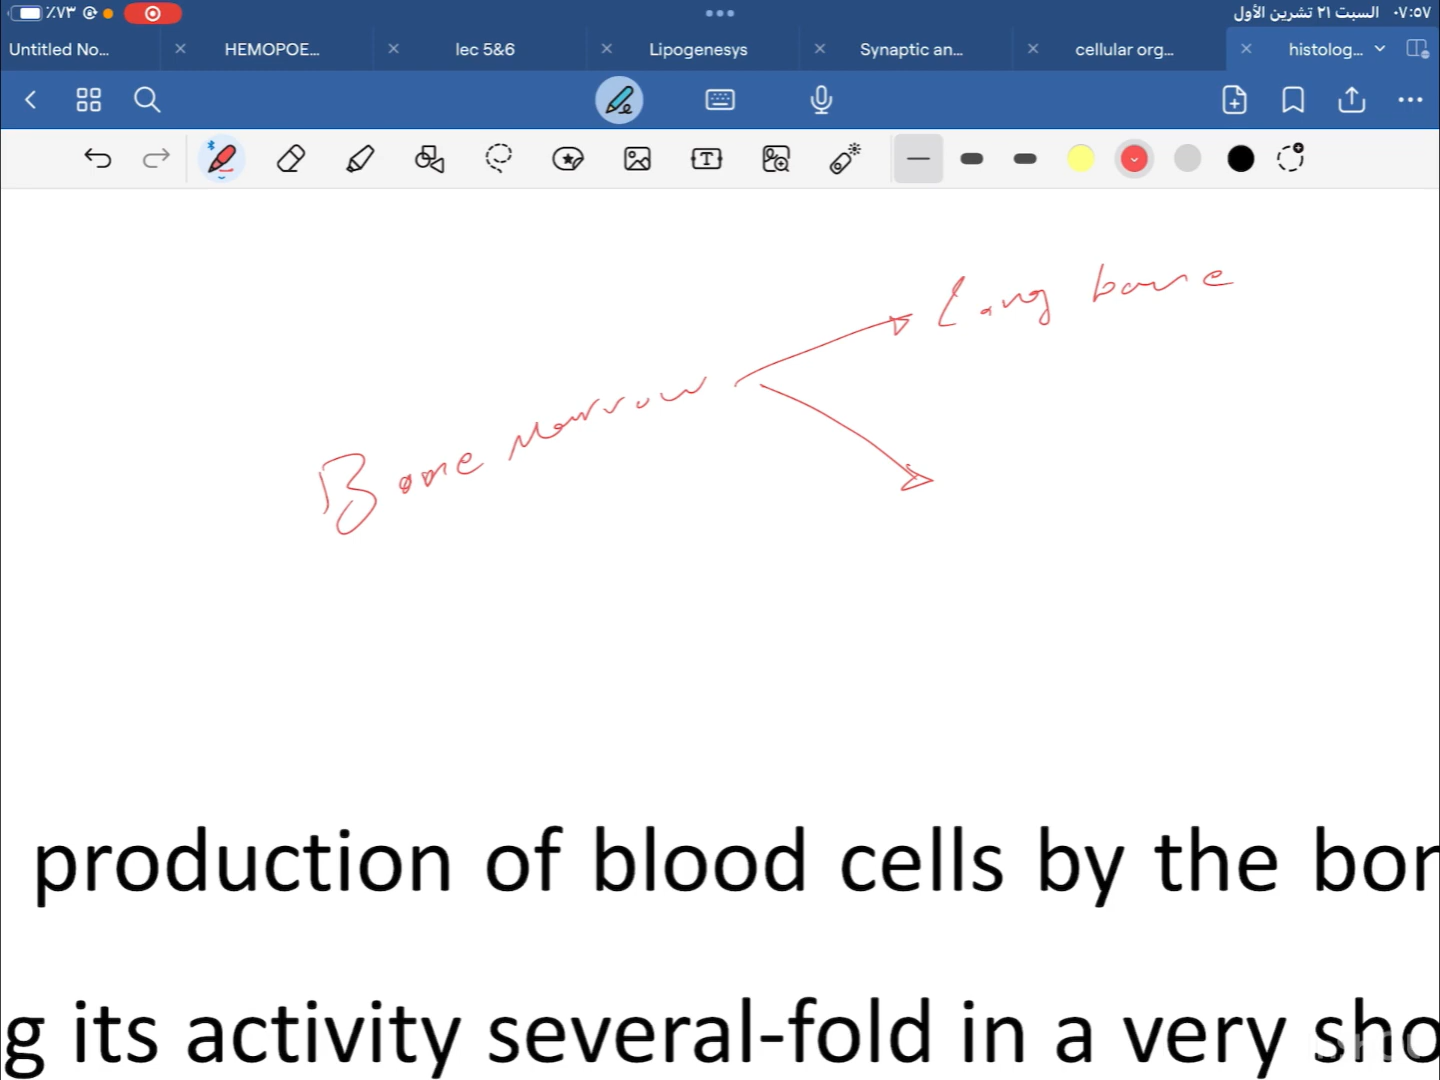 ٪٧٣ السبت ٢١ تشرين الأول ٠٧:٥٧
Untitled No... HEMOPOE... lec 5&6 Lipogenesys Synaptic an... cellular org... histolog...
Long bone
Bone Marrow
production of blood cells by the bor
g its activity several-fold in a very sho